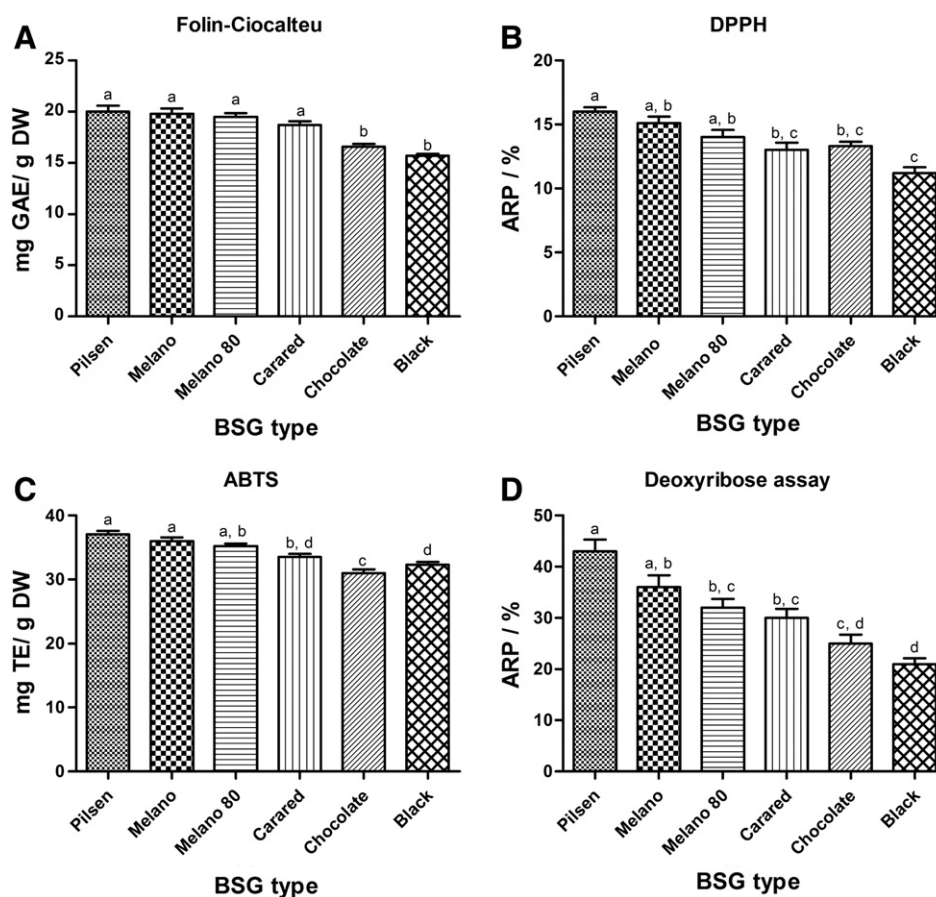 A
Folin-Ciocalteu
mg GAE/ g DW
25
20
15
10
5
0
a
a
a
a
b
b
Pilsen
Melano
Melano 80
Carared
Chocolate
Black
BSG type
B
DPPH
ARP / %
20
15
10
5
0
a
a, b
a, b
b, c
b, c
c
Pilsen
Melano
Melano 80
Carared
Chocolate
Black
BSG type
C
ABTS
mg TE/ g DW
40
30
20
10
0
a
a
a, b
b, d
c
d
Pilsen
Melano
Melano 80
Carared
Chocolate
Black
BSG type
D
Deoxyribose assay
ARP / %
50
40
30
20
10
0
a
a, b
b, c
b, c
c, d
d
Pilsen
Melano
Melano 80
Carared
Chocolate
Black
BSG type